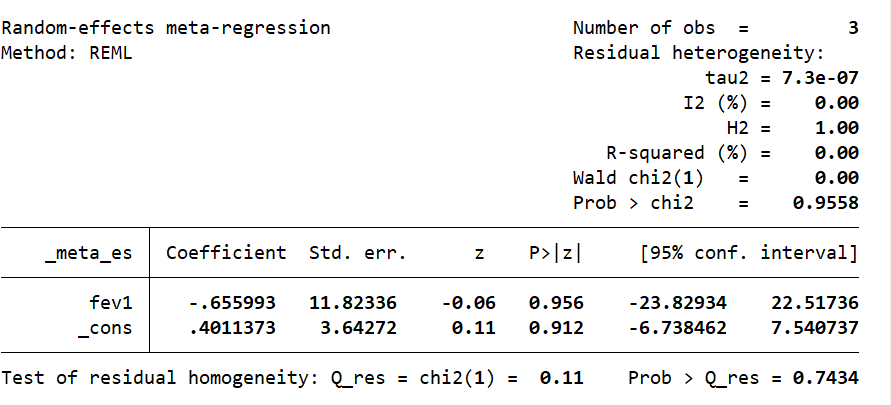 Random-effects meta-regression Number of obs = 3
Method: REML Residual heterogeneity:
tau2 = 7.3e-07
I2 (%) = 0.00
H2 = 1.00
R-squared (%) = 0.00
Wald chi2(1) = 0.00
Prob > chi2 = 0.9558
_meta_es Coefficient Std. err. z P>|z| [95% conf. interval]
fev1 -.655993 11.82336 -0.06 0.956 -23.82934 22.51736
_cons .4011373 3.64272 0.11 0.912 -6.738462 7.540737
Test of residual homogeneity: Q_res = chi2(1) = 0.11 Prob > Q_res = 0.7434